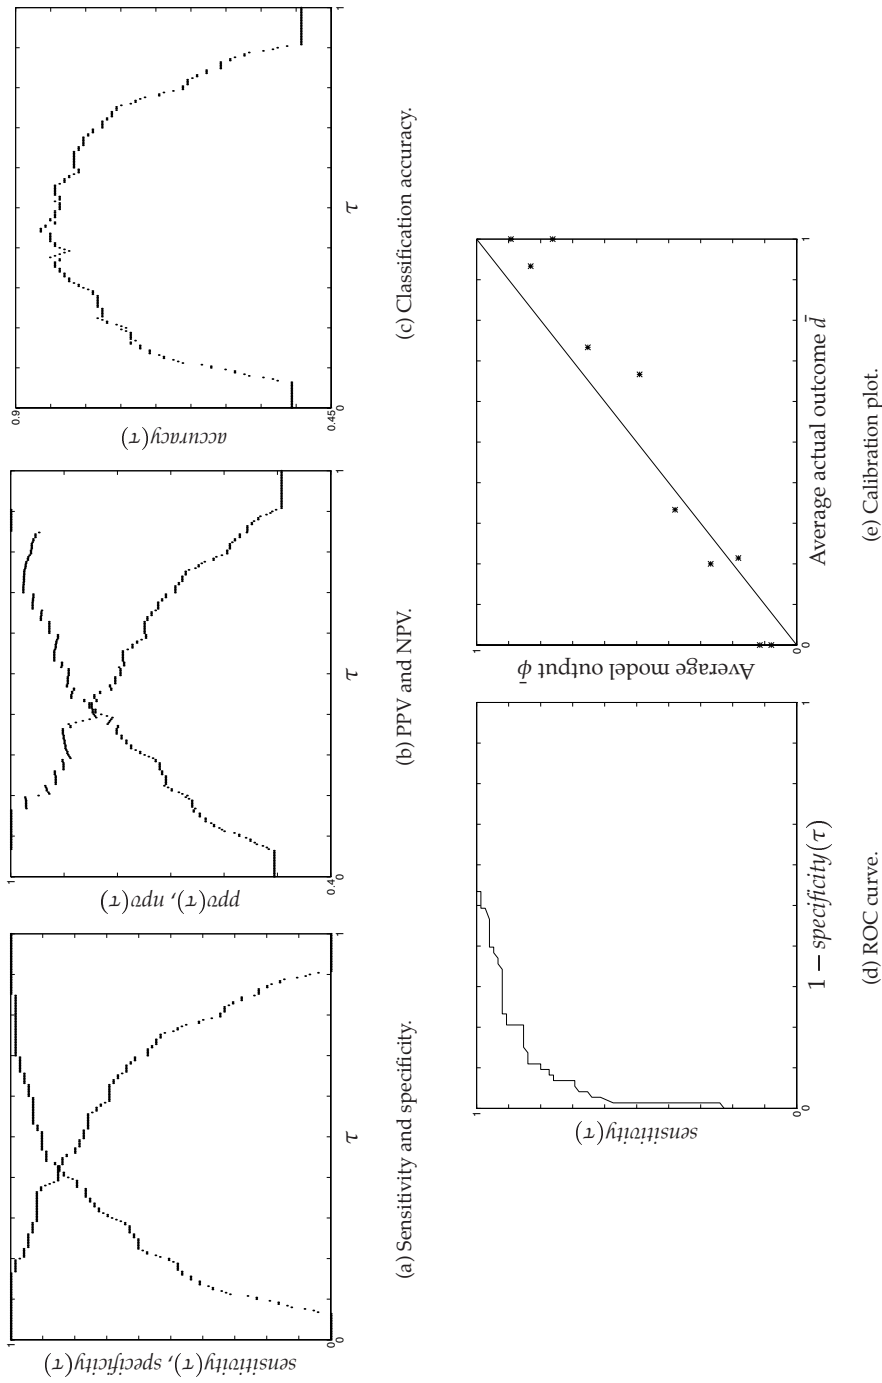 sensitivity(τ), specificity(τ)
1
0
0
τ
1
(a) Sensitivity and specificity.
ppv(τ), npv(τ)
1
0.4
0
τ
1
(b) PPV and NPV.
accuracy(τ)
0.9
0.45
0
τ
1
(c) Classification accuracy.
sensitivity(τ)
1
0
0
1 − specificity(τ)
1
(d) ROC curve.
Average model output ϕ̄
1
0
0
Average actual outcome d̄
1
(e) Calibration plot.